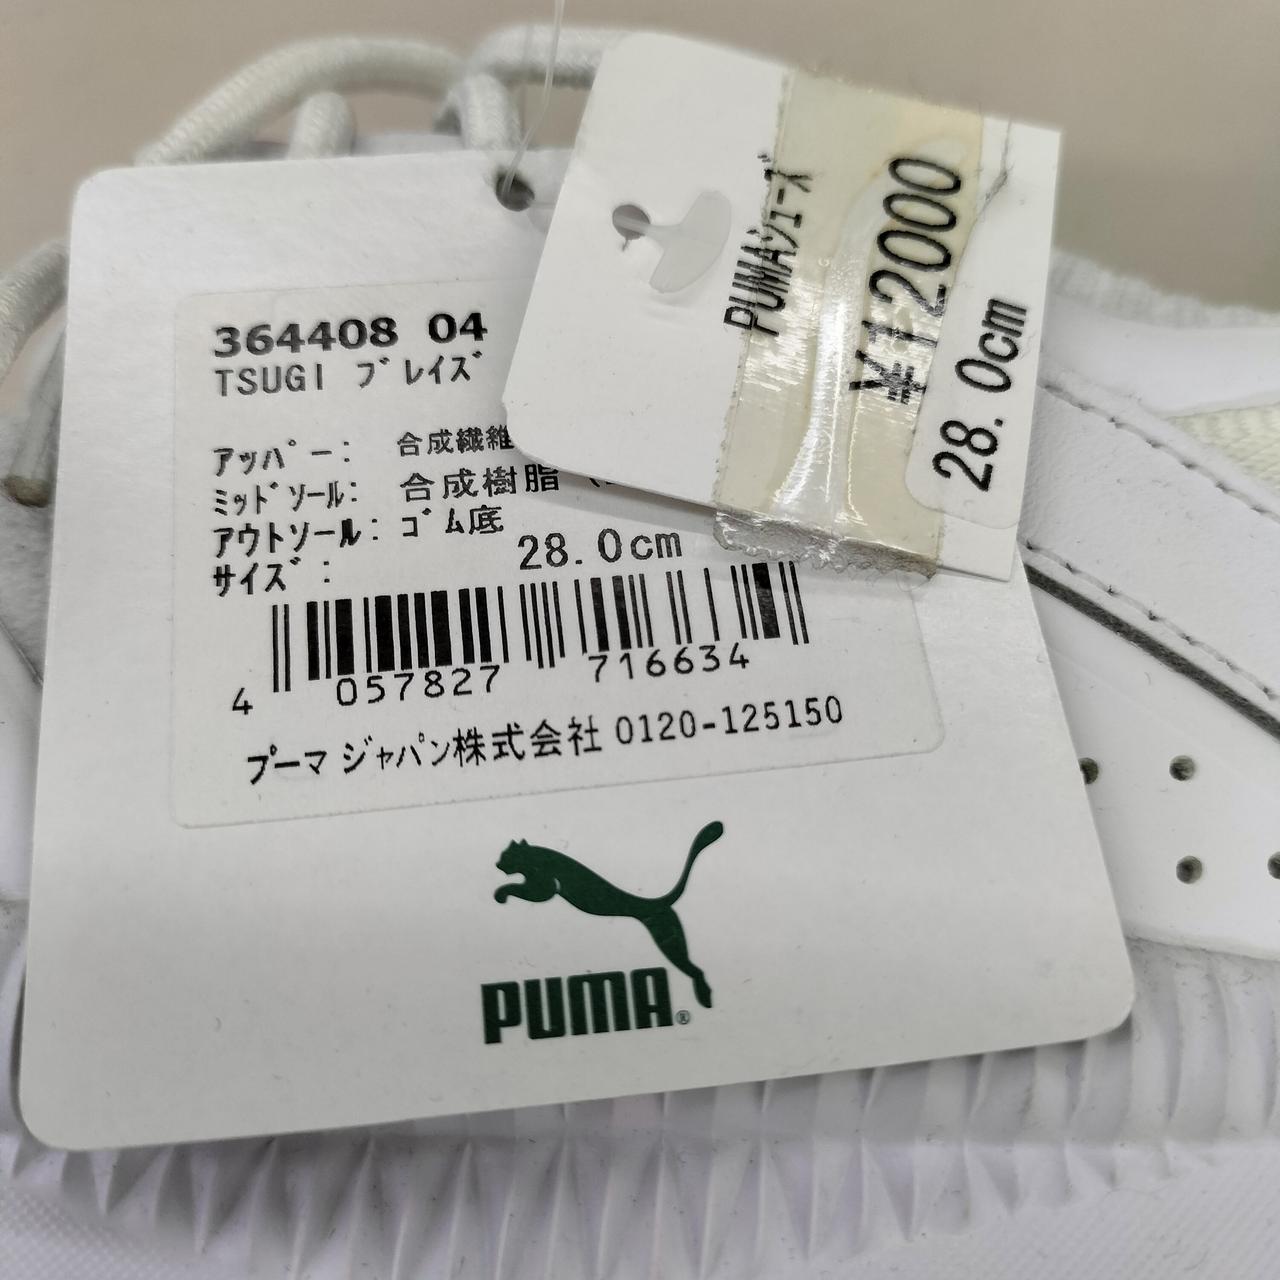 364408 04
TSUGI ブレイズ
アッパー: 合成繊維
ミッドソール: 合成樹脂
アウトソール: ゴム底
サイズ: 28.0cm
4 057827 716634
プーマ ジャパン株式会社 0120-125150
PUMA®
PUMAシューズ
¥12000
28.0cm